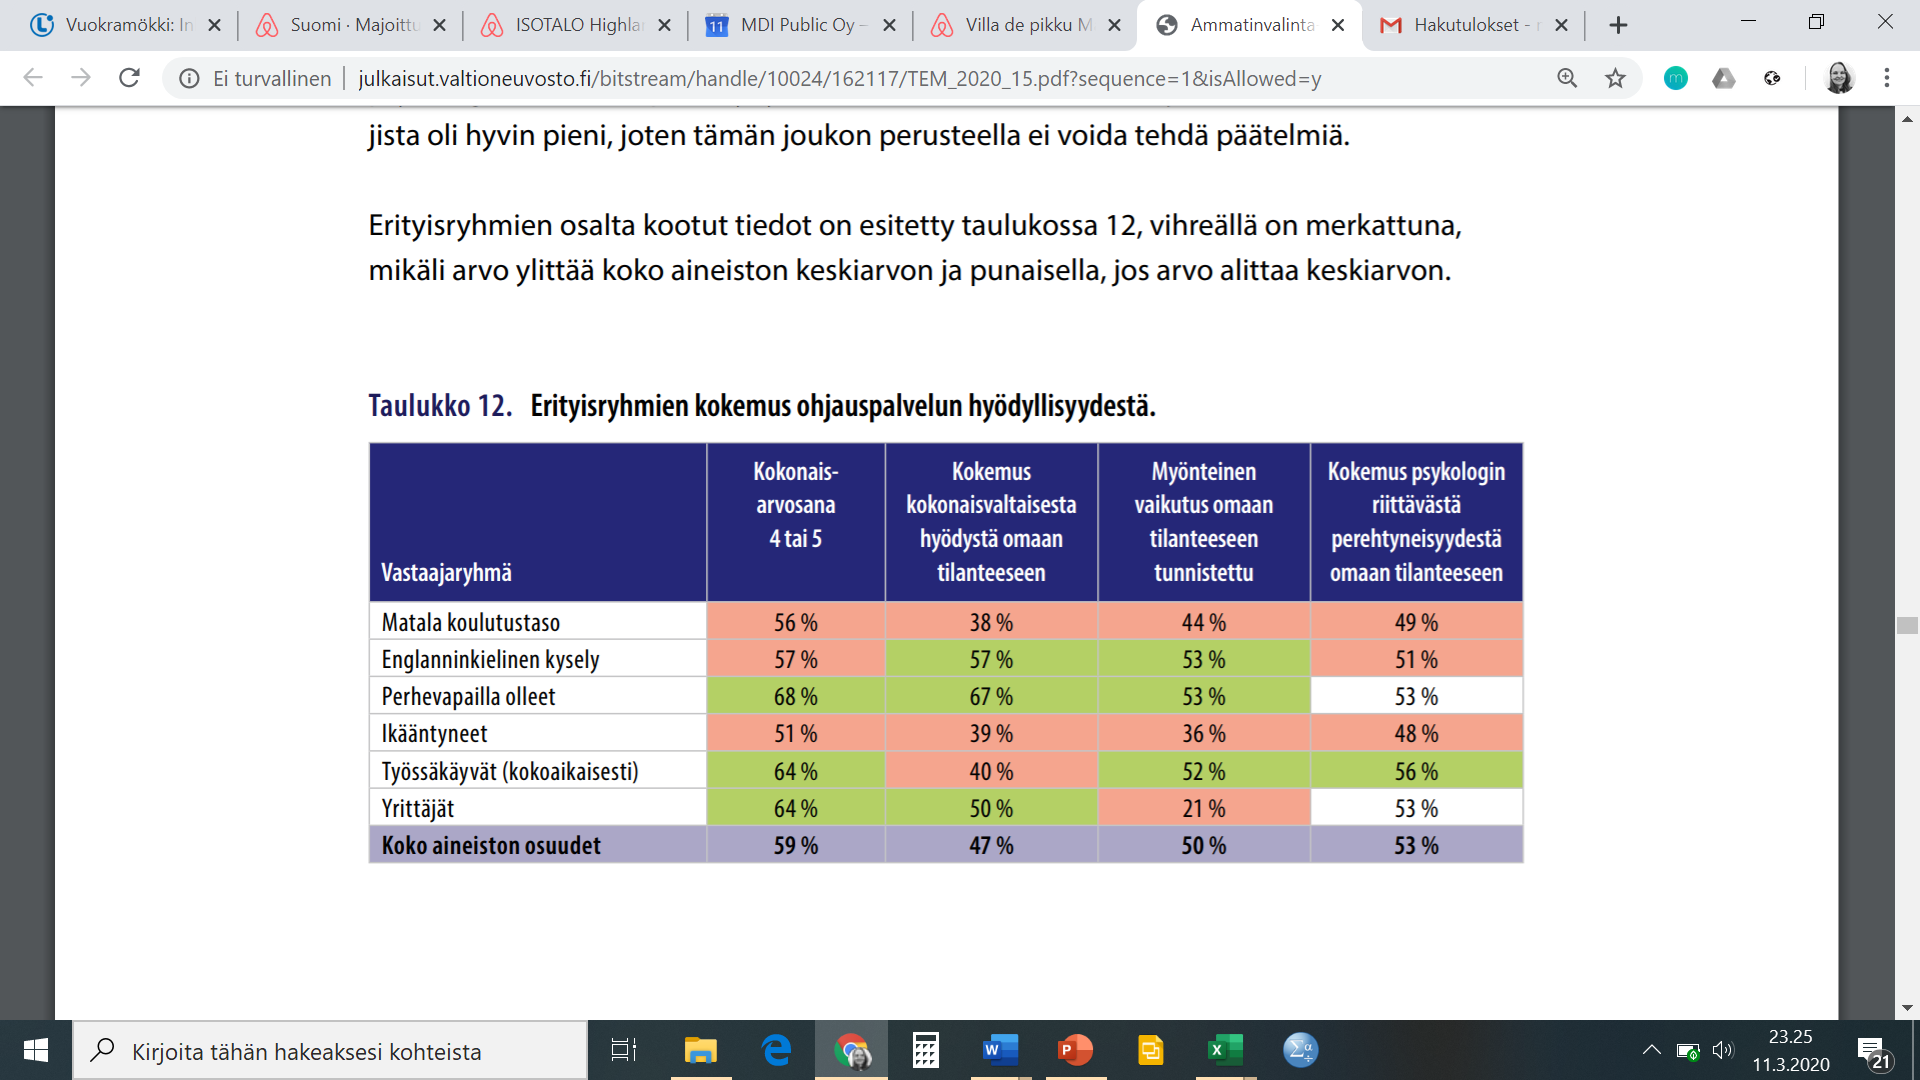 Vuokramökki: In
Suomi · Majoittu
ISOTALO Highla
MDI Public Oy –
Villa de pikku M
Ammatinvalinta
Hakutulokset -
Ei turvallinen
julkaisut.valtioneuvosto.fi/bitstream/handle/10024/162117/TEM_2020_15.pdf?sequence=1&isAllowed=y
jista oli hyvin pieni, joten tämän joukon perusteella ei voida tehdä päätelmiä.
Erityisryhmien osalta kootut tiedot on esitetty taulukossa 12, vihreällä on merkattuna,
mikäli arvo ylittää koko aineiston keskiarvon ja punaisella, jos arvo alittaa keskiarvon.
Taulukko 12. Erityisryhmien kokemus ohjauspalvelun hyödyllisyydestä.
Vastaajaryhmä
Kokonais-
arvosana
4 tai 5
Kokemus
kokonaisvaltaisesta
hyödystä omaan
tilanteeseen
Myönteinen
vaikutus omaan
tilanteeseen
tunnistettu
Kokemus psykologin
riittävästä
perehtyneisyydestä
omaan tilanteeseen
Matala koulutustaso 56 % 38 % 44 % 49 %
Englanninkielinen kysely 57 % 57 % 53 % 51 %
Perhevapailla olleet 68 % 67 % 53 % 53 %
Ikääntyneet 51 % 39 % 36 % 48 %
Työssäkäyvät (kokoaikaisesti) 64 % 40 % 52 % 56 %
Yrittäjät 64 % 50 % 21 % 53 %
Koko aineiston osuudet 59 % 47 % 50 % 53 %
Kirjoita tähän hakeaksesi kohteista
23.25
11.3.2020
21